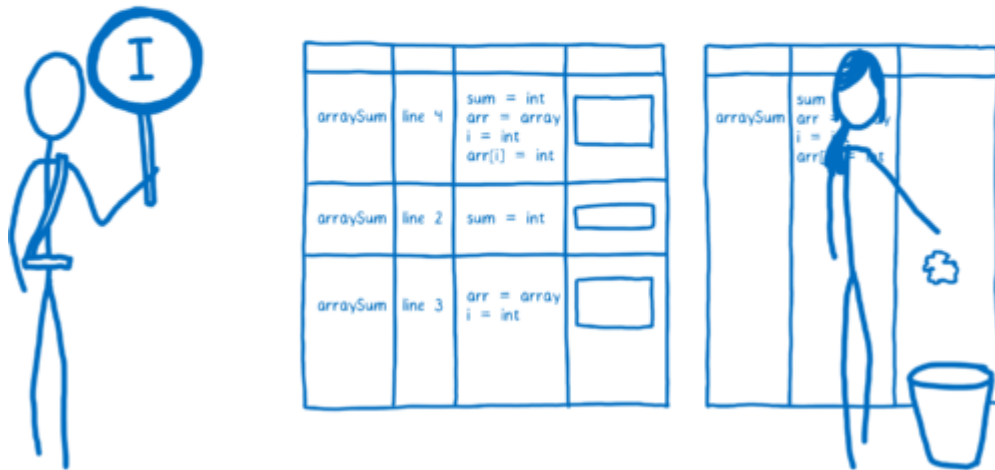 I
arraySum line 4 sum = int
arr = array
i = int
arr[i] = int
arraySum line 2 sum = int
arraySum line 3 arr = array
i = int
arraySum sum
arr
i =
arr[ = int